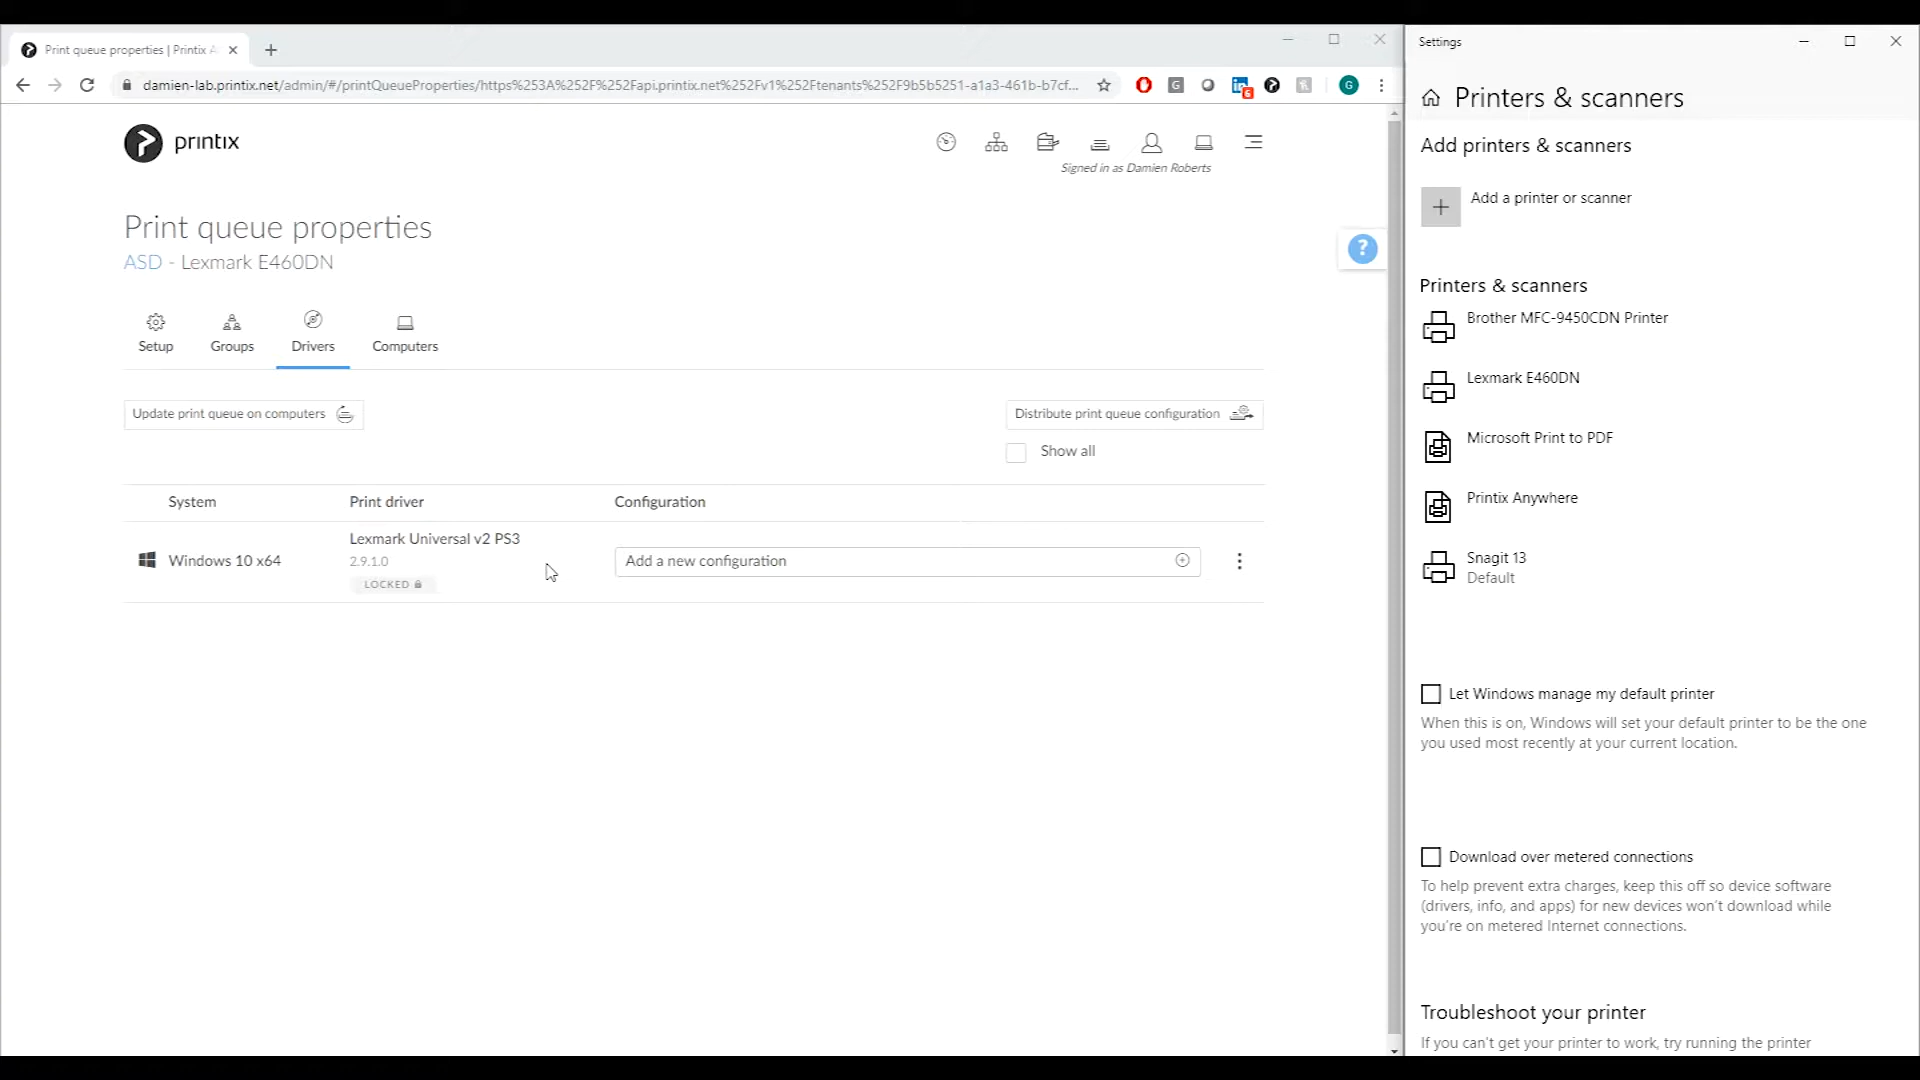 Print queue properties | Printix A
damien-lab.printix.net/admin/#/printQueueProperties/https%253A%252F%252Fapi.printix.net%252Fv1%252Ftenants%252F9b5b5251-a1a3-461b-b7cf...
G
6
G
printix
Signed in as Damien Roberts
Print queue properties
ASD - Lexmark E460DN
?
Setup
Groups
Drivers
Computers
Update print queue on computers
Distribute print queue configuration
Show all
System
Print driver
Configuration
Windows 10 x64
Lexmark Universal v2 PS3
2.9.1.0
LOCKED
Add a new configuration
Settings
Printers & scanners
Add printers & scanners
Add a printer or scanner
Printers & scanners
Brother MFC-9450CDN Printer
Lexmark E460DN
Microsoft Print to PDF
Printix Anywhere
Snagit 13
Default
Let Windows manage my default printer
When this is on, Windows will set your default printer to be the one
you used most recently at your current location.
Download over metered connections
To help prevent extra charges, keep this off so device software
(drivers, info, and apps) for new devices won't download while
you're on metered Internet connections.
Troubleshoot your printer
If you can't get your printer to work, try running the printer